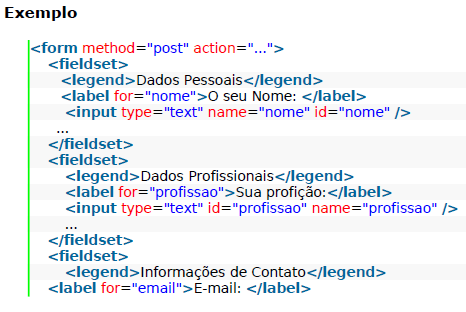 Exemplo
<form method="post" action="...">
<fieldset>
<legend>Dados Pessoais</legend>
<label for="nome">O seu Nome: </label>
<input type="text" name="nome" id="nome" />
...
</fieldset>
<fieldset>
<legend>Dados Profissionais</legend>
<label for="profissao">Sua profição:</label>
<input type="text" id="profissao" name="profissao" />
...
</fieldset>
<fieldset>
<legend>Informações de Contato</legend>
<label for="email">E-mail: </label>